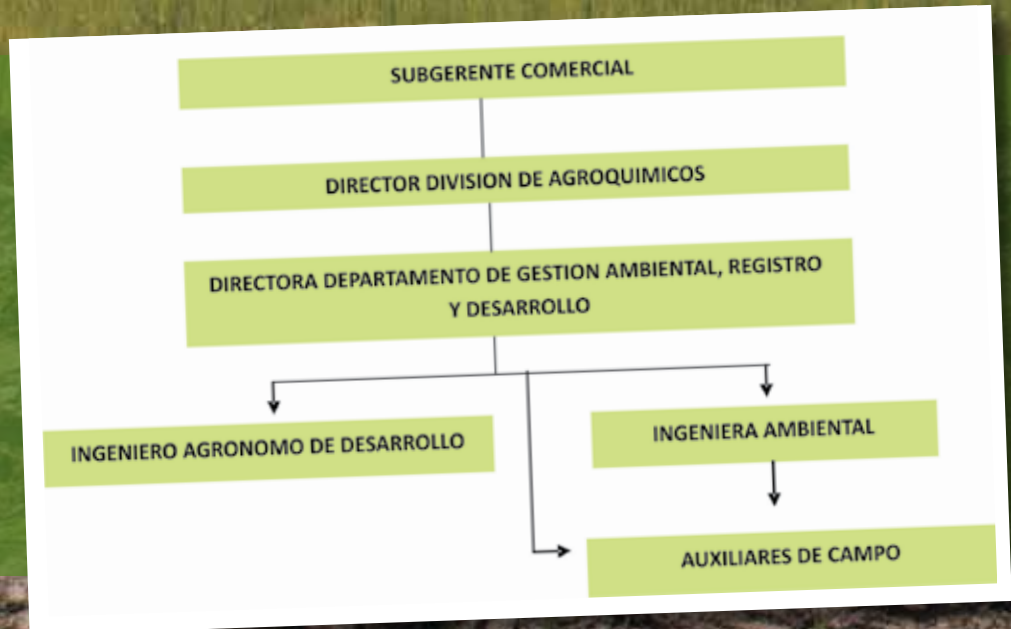 SUBGERENTE COMERCIAL
DIRECTOR DIVISION DE AGROQUIMICOS
DIRECTORA DEPARTAMENTO DE GESTION AMBIENTAL, REGISTRO
Y DESARROLLO
INGENIERO AGRONOMO DE DESARROLLO
INGENIERA AMBIENTAL
AUXILIARES DE CAMPO